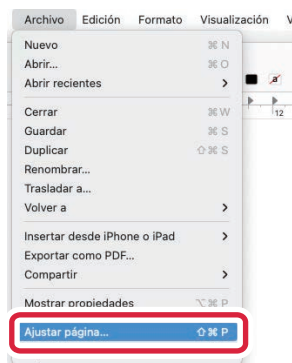 Archivo Edición Formato Visualización V
Nuevo ⌘ N
Abrir... ⌘ O
Abrir recientes >
Cerrar ⌘ W
Guardar ⌘ S
Duplicar ⇧ ⌘ S
Renombrar...
Trasladar a...
Volver a >
Insertar desde iPhone o iPad >
Exportar como PDF...
Compartir >
Mostrar propiedades ⌥ ⌘ P
Ajustar página... ⇧ ⌘ P
a
12